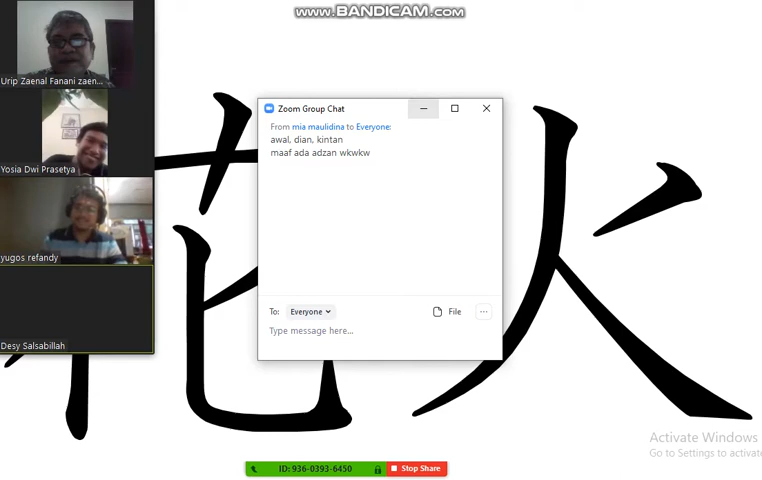 www.BANDICAM.com
Urip Zaenal Fanani zaen...
Yosia Dwi Prasetya
yugos refandy
Desy Salsabillah
Zoom Group Chat
From mia maulidina to Everyone:
awal, dian, kintan
maaf ada adzan wkwkw
To: Everyone File ...
Type message here...
花火
Activate Windows
Go to Settings to activate
ID: 936-0393-6450 Stop Share